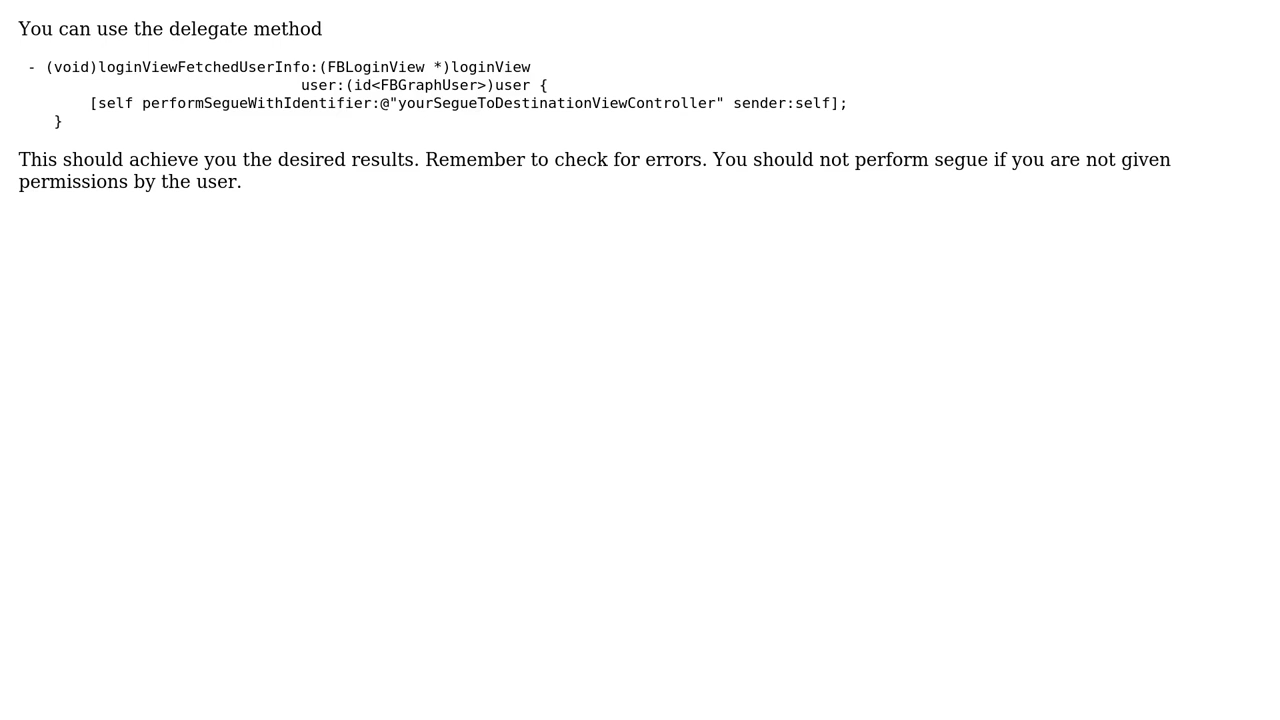 You can use the delegate method
- (void)loginViewFetchedUserInfo:(FBLoginView *)loginView
                               user:(id<FBGraphUser>)user {
       [self performSegueWithIdentifier:@"yourSegueToDestinationViewController" sender:self];
   }
This should achieve you the desired results. Remember to check for errors. You should not perform segue if you are not given
permissions by the user.